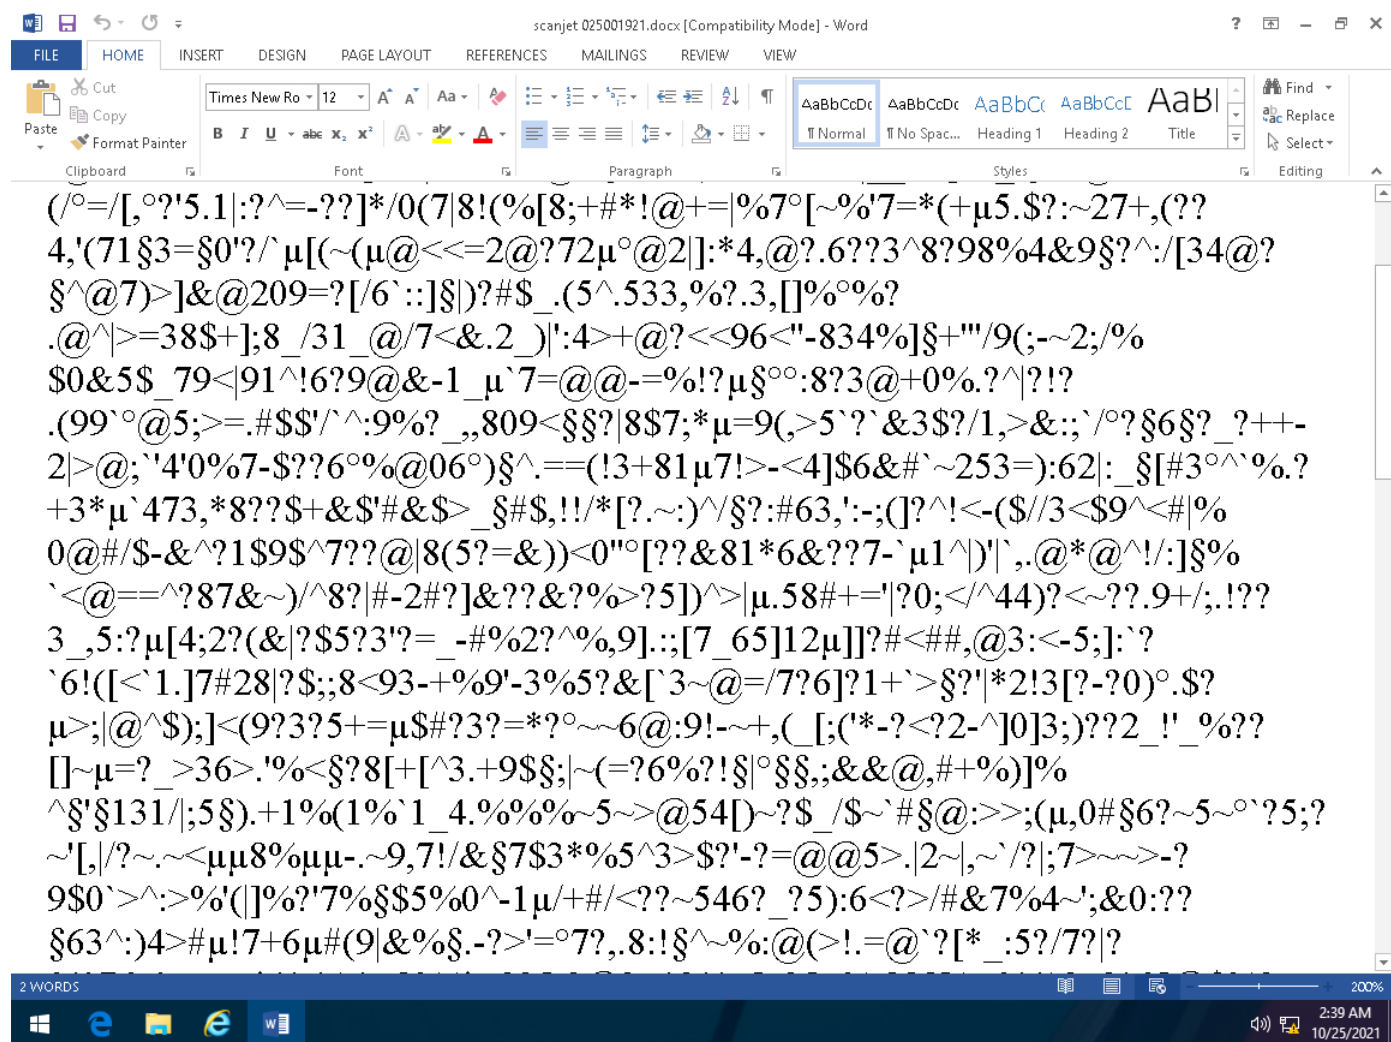 scanjet 025001921.docx [Compatibility Mode] - Word
FILE HOME INSERT DESIGN PAGE LAYOUT REFERENCES MAILINGS REVIEW VIEW
Paste
Cut
Copy
Format Painter
Clipboard
Times New Ro 12
Font
Paragraph
AaBbCcDc AaBbCcDc AaBbC( AaBbCcE AaBl
¶ Normal ¶ No Spac... Heading 1 Heading 2 Title
Styles
Find
Replace
Select
Editing
(/°=/[,°?'5.1|:?^=-??]*/0(7|8!(%[8;+#*!@+=|%7°[~%'7=*(+µ5.$?:~27+,(??
4,'(71§3=§0'?/`µ[(~(µ@<<=2@?72µ°@2|]:*4,@?.6??3^8?98%4&9§?^:/[34@?
§^@7)>]&@209=?[/6`::]§|)?#$_.(5^.533,%?.3,[]%°%?
.@^|>=38$+];8_/31_@/7<&.2_)|':4>+@?<<96<"-834%]§+'"/9(;-~2;/%
$0&5$_79<|91^!6?9@&-1_µ`7=@@-=%!?µ§°°:8?3@+0%.?^|?!?
.(99`°@5;>=.#$$'/`^:9%?_,,809<§§?|8$7;*µ=9(,>5`?`&3$?/1,>&:;`/°?§6§?_?++-
2|>@;`'4'0%7-$??6°%@06°)§^.==(!3+81µ7!>-<4]$6&#`~253=):62|:_§[#3°^`%.?
+3*µ`473,*8??$+&$'#&$>_§#$,!!/*[?.~:)^/§?:#63,':-;(]?^!<-($//3<$9^<#|%
0@#/$-&^?1$9$^7??@|8(5?=&))<0"°[??&81*6&??7-`µ1^|)'|`,.@*@^!/:]§%
`<@==^?87&~)/^8?|#-2#?]&??&?%>?5])^>|µ.58#+='|?0;</^44)?<~??.9+/;.!??
3_,5:?µ[4;2?(&|?$5?3'?=_-#%2?^%,9].:;[7_65]12µ]]?#<##,@3:<-5;]:`?
`6!([<`1.]7#28|?$;;8<93-+%9'-3%5?&[`3~@=/7?6]?1+`>§?'|*2!3[?-?0)°.$?
µ>;|@^$);]<(9?3?5+=µ$#?3?=*?°~~6@:9!-~+,(_[;('*-?<?2-^]0]3;)??2_!'_%??
[]~µ=?_>36>.'%<§?8[+[^3.+9$§;|~(=?6%?!§|°§§,;&&@,#+%)]%
^§'§131/|;5§).+1%(1%`1_4.%%%~5~>@54[)~?$_/$~`#§@:>>;(µ,0#§6?~5~°`?5;?
~'[,|/?~.~<µµ8%µµ-.~9,7!/&§7$3*%5^3>$?'-?=@@5>.|2~|,~`/?|;7>~~>-?
9$0`>^:>%'(|]%?'7%§$5%0^-1µ/+#/<??~546?_?5):6<?>/#&7%4~';&0:??
§63^:)4>#µ!7+6µ#(9|&%§.-?>'=°7?,.8:!§^~%:@(>!.=@`?[*_:5?/7?|?
2 WORDS
200%
2:39 AM
10/25/2021